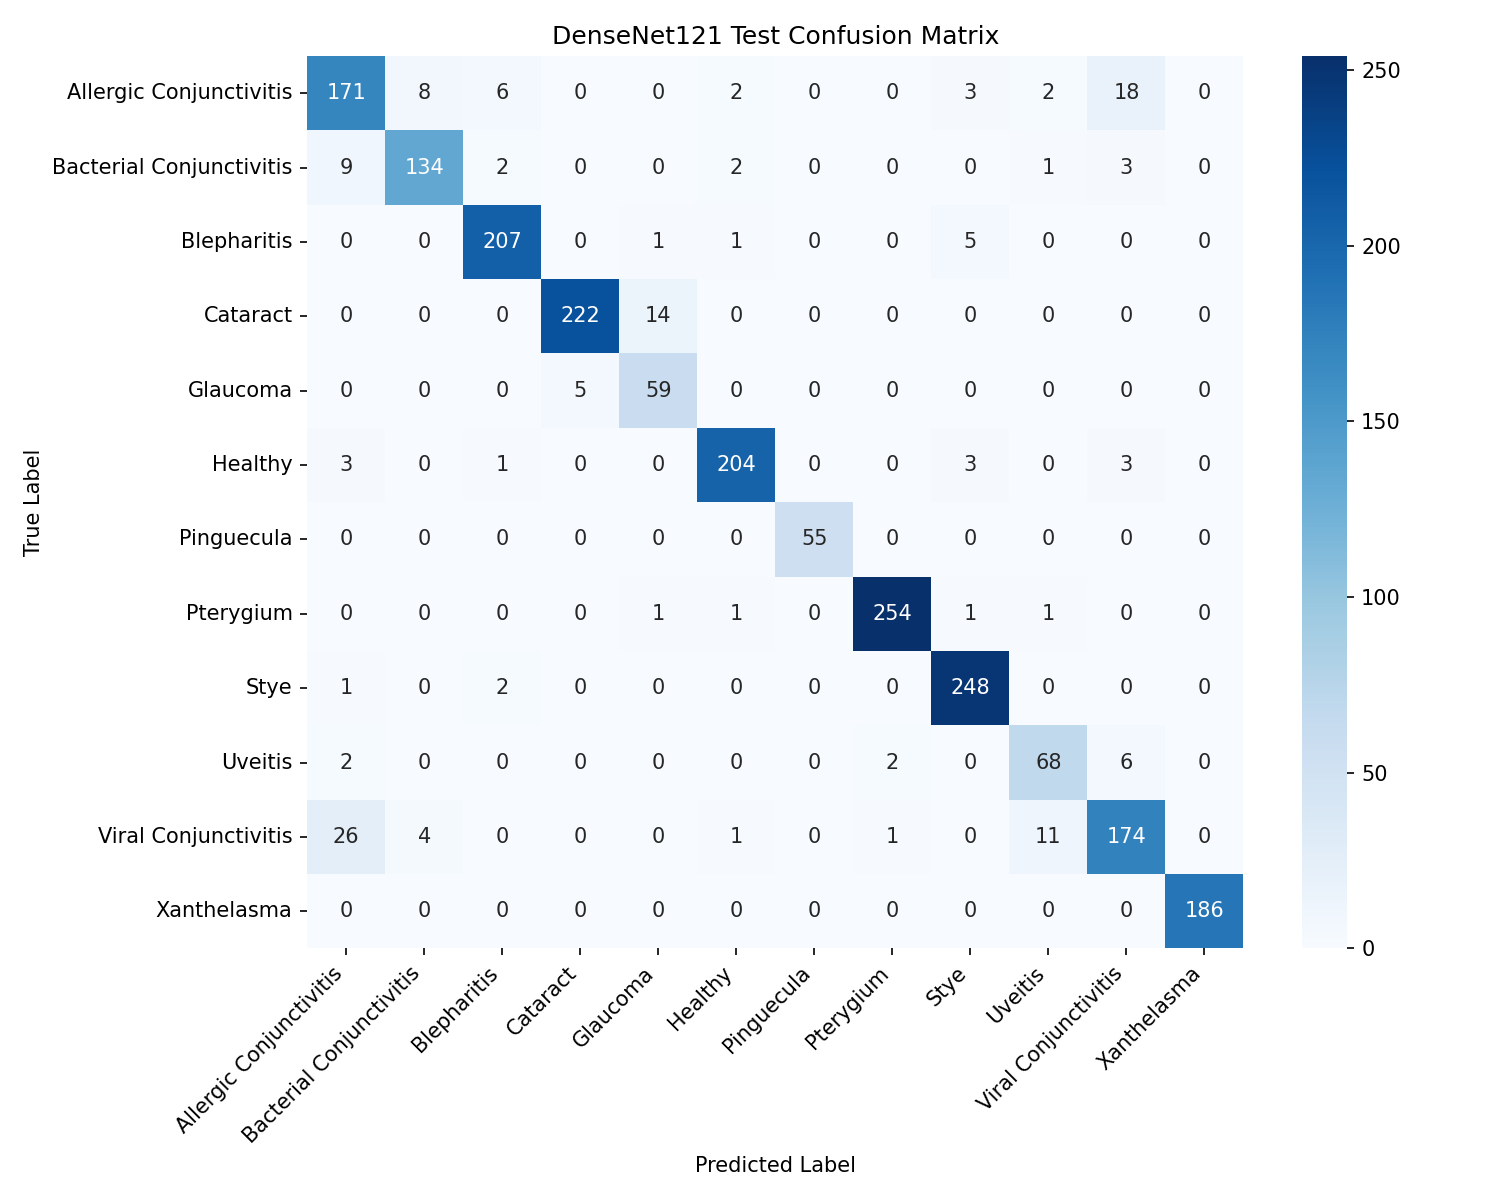 DenseNet121 Test Confusion Matrix
Allergic Conjunctivitis 171 8 6 0 0 2 0 0 3 2 18 0
Bacterial Conjunctivitis 9 134 2 0 0 2 0 0 0 1 3 0
Blepharitis 0 0 207 0 1 1 0 0 5 0 0 0
Cataract 0 0 0 222 14 0 0 0 0 0 0 0
Glaucoma 0 0 0 5 59 0 0 0 0 0 0 0
Healthy 3 0 1 0 0 204 0 0 3 0 3 0
Pinguecula 0 0 0 0 0 0 55 0 0 0 0 0
Pterygium 0 0 0 0 1 1 0 254 1 1 0 0
Stye 1 0 2 0 0 0 0 0 248 0 0 0
Uveitis 2 0 0 0 0 0 0 2 0 68 6 0
Viral Conjunctivitis 26 4 0 0 0 1 0 1 0 11 174 0
Xanthelasma 0 0 0 0 0 0 0 0 0 0 0 186
True Label
Allergic Conjunctivitis
Bacterial Conjunctivitis
Blepharitis
Cataract
Glaucoma
Healthy
Pinguecula
Pterygium
Stye
Uveitis
Viral Conjunctivitis
Xanthelasma
Predicted Label
250
200
150
100
50
0